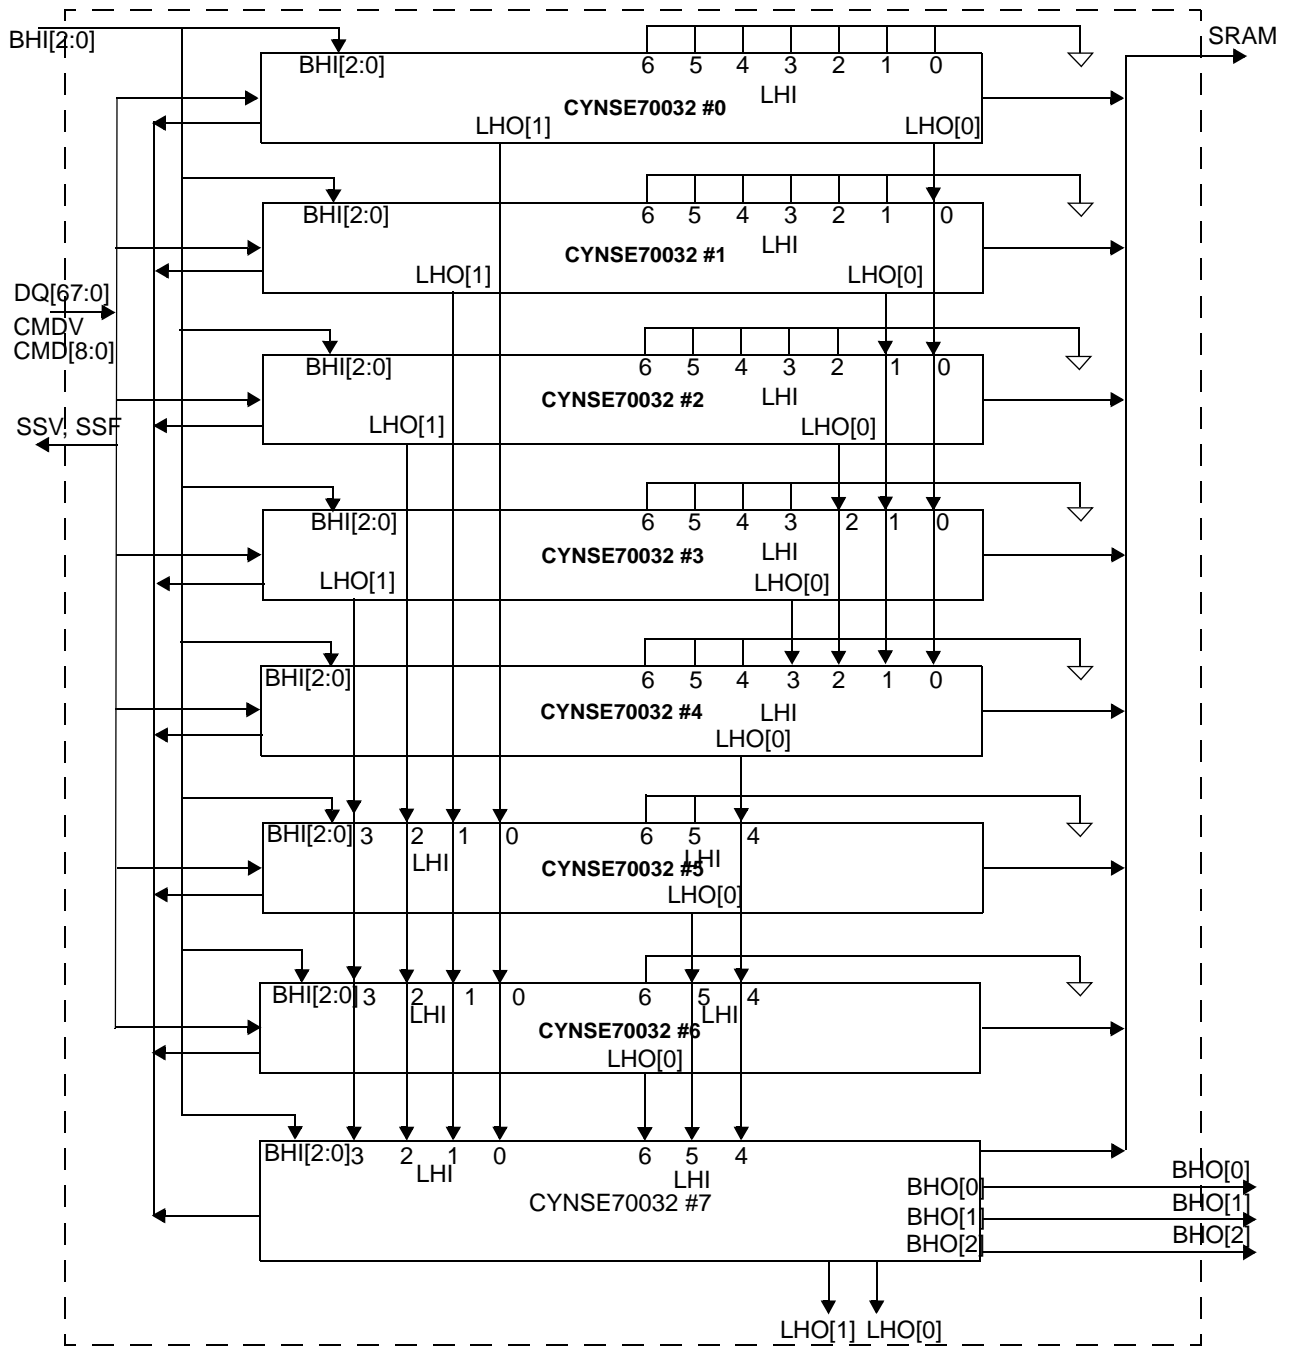 BHI[2:0]
SRAM
BHI[2:0] 6 5 4 3 2 1 0
LHI
CYNSE70032 #0
LHO[1] LHO[0]
BHI[2:0] 6 5 4 3 2 1 0
LHI
CYNSE70032 #1
LHO[1] LHO[0]
DQ[67:0]
CMDV
CMD[8:0]
BHI[2:0] 6 5 4 3 2 1 0
LHI
CYNSE70032 #2
LHO[1] LHO[0]
SSV, SSF
BHI[2:0] 6 5 4 3 2 1 0
LHI
CYNSE70032 #3
LHO[1] LHO[0]
BHI[2:0] 6 5 4 3 2 1 0
LHI
CYNSE70032 #4
LHO[0]
BHI[2:0] 3 2 1 0 6 5 4
LHI LHI
CYNSE70032 #5
LHO[0]
BHI[2:0] 3 2 1 0 6 5 4
LHI LHI
CYNSE70032 #6
LHO[0]
BHI[2:0] 3 2 1 0 6 5 4
LHI LHI
CYNSE70032 #7
BHO[0] BHO[0]
BHO[1] BHO[1]
BHO[2] BHO[2]
LHO[1] LHO[0]